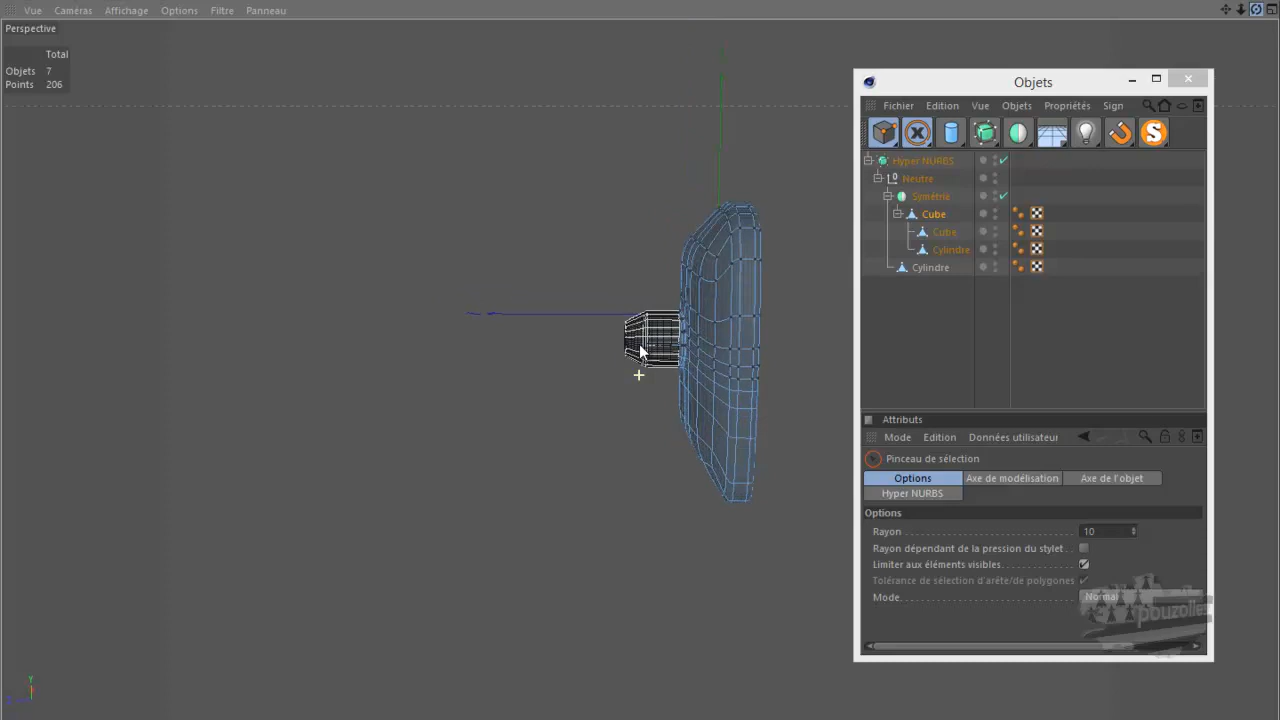 Vue Caméras Affichage Options Filtre Panneau
Perspective
Total
Objets 7
Points 206
Objets
Fichier Edition Vue Objets Propriétés Sign
Hyper NURBS
Neutre
Symétrie
Cube
Cube
Cylindre
Cylindre
Attributs
Mode Edition Données utilisateur
Pinceau de sélection
Options Axe de modélisation Axe de l'objet
Hyper NURBS
Options
Rayon 10
Rayon dépendant de la pression du stylet
Limiter aux éléments visibles
Tolérance de sélection d'arête/de polygones
Mode Normal
pouzolles
Y